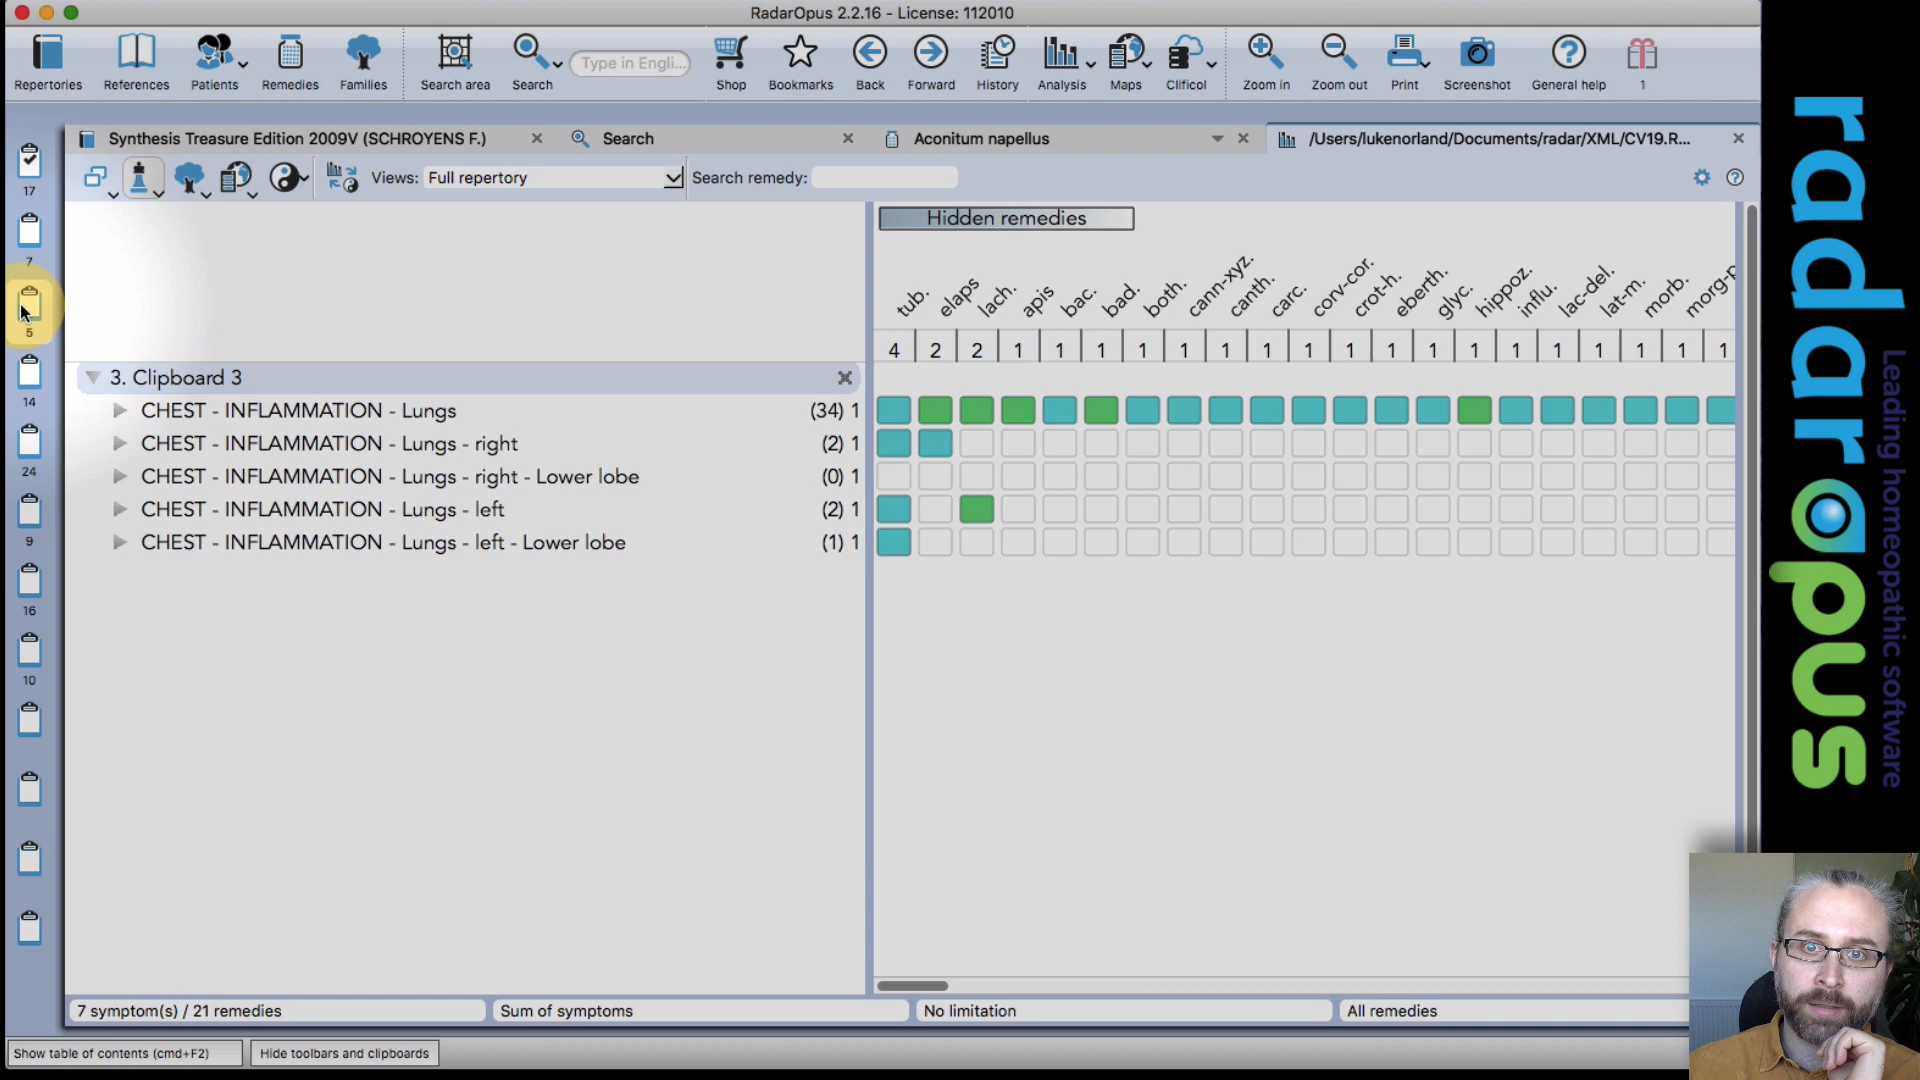 RadarOpus 2.2.16 - License: 112010
Repertories References Patients Remedies Families Search area Search Type in Engli... Shop Bookmarks Back Forward History Analysis Maps Clificol Zoom in Zoom out Print Screenshot General help 1
Synthesis Treasure Edition 2009V (SCHROYENS F.) Search Aconitum napellus /Users/lukenorland/Documents/radar/XML/CV19.R...
Views: Full repertory Search remedy:
17
7
5
14
24
9
16
10
Hidden remedies
tub. elaps lach. apis bac. bad. both. cann-xyz. canth. carc. corv-cor. crot-h. eberth. glyc. hippoz. influ. lac-del. lat-m. morb. morg-p
4 2 2 1 1 1 1 1 1 1 1 1 1 1 1 1 1 1 1 1 1
3. Clipboard 3
CHEST - INFLAMMATION - Lungs (34) 1
CHEST - INFLAMMATION - Lungs - right (2) 1
CHEST - INFLAMMATION - Lungs - right - Lower lobe (0) 1
CHEST - INFLAMMATION - Lungs - left (2) 1
CHEST - INFLAMMATION - Lungs - left - Lower lobe (1) 1
7 symptom(s) / 21 remedies Sum of symptoms No limitation All remedies
Show table of contents (cmd+F2) Hide toolbars and clipboards
radaropus
Leading homeopathic software